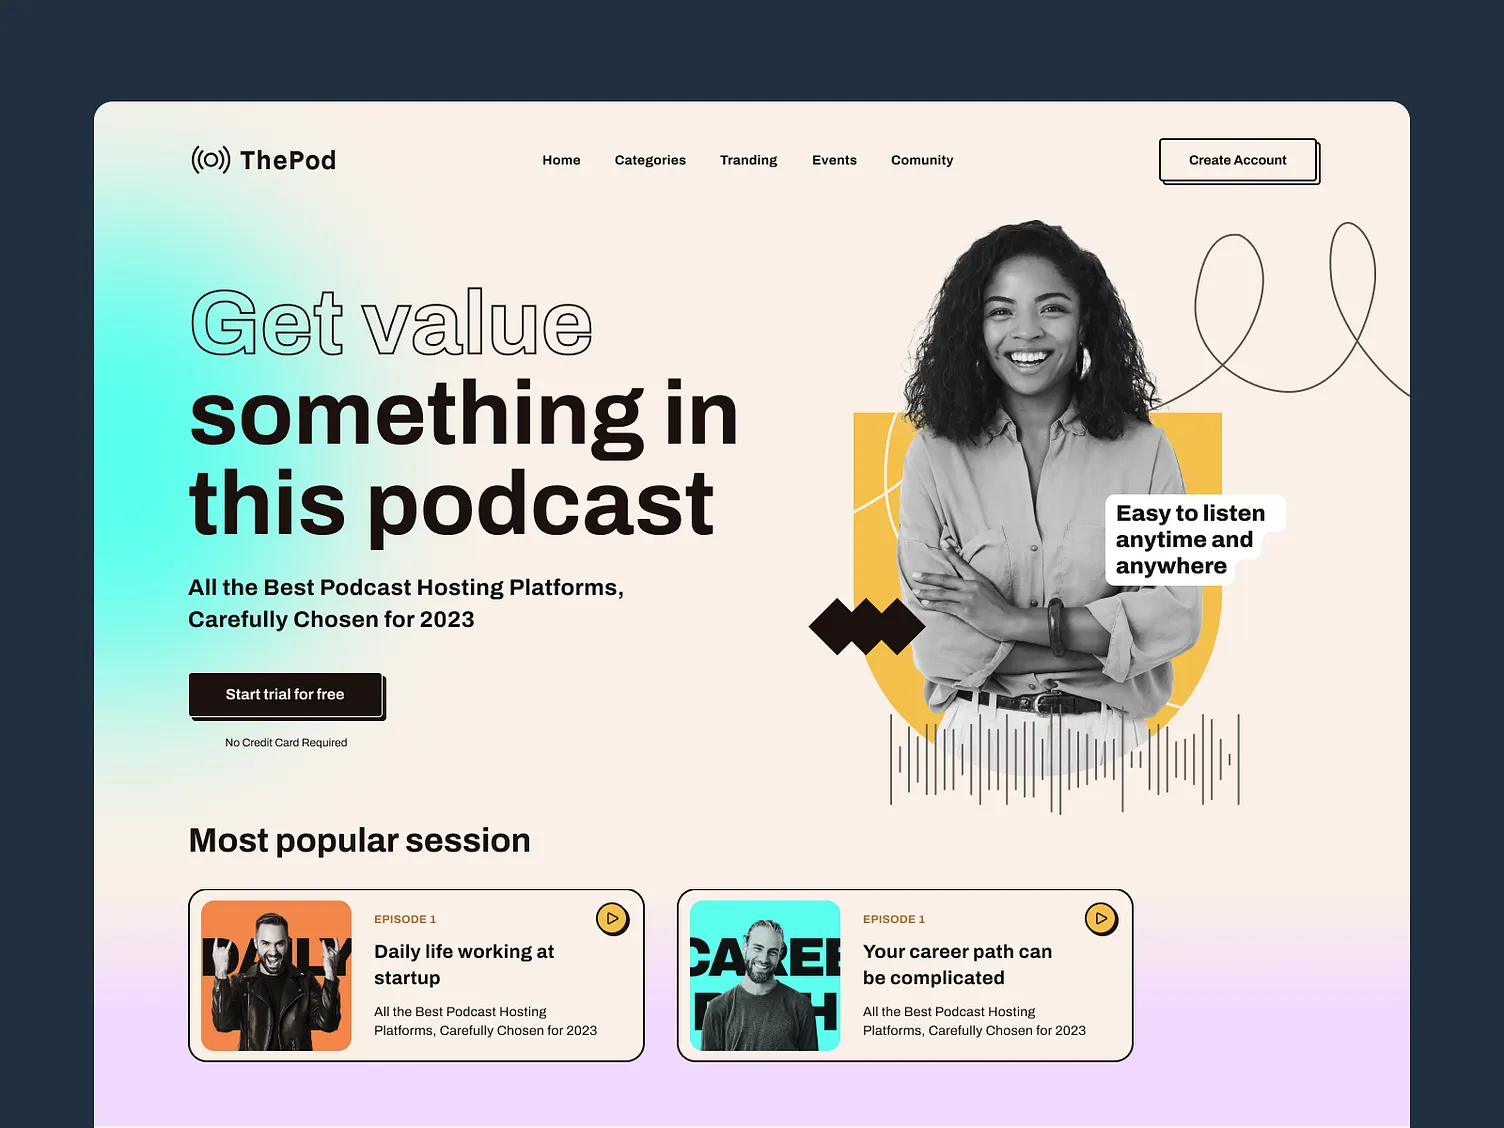 ThePod
Home
Categories
Tranding
Events
Comunity
Create Account
Get value
something in
this podcast
All the Best Podcast Hosting Platforms,
Carefully Chosen for 2023
Start trial for free
No Credit Card Required
Easy to listen
anytime and
anywhere
Most popular session
DAILY
EPISODE 1
Daily life working at
startup
All the Best Podcast Hosting
Platforms, Carefully Chosen for 2023
CAREE
EPISODE 1
Your career path can
be complicated
All the Best Podcast Hosting
Platforms, Carefully Chosen for 2023